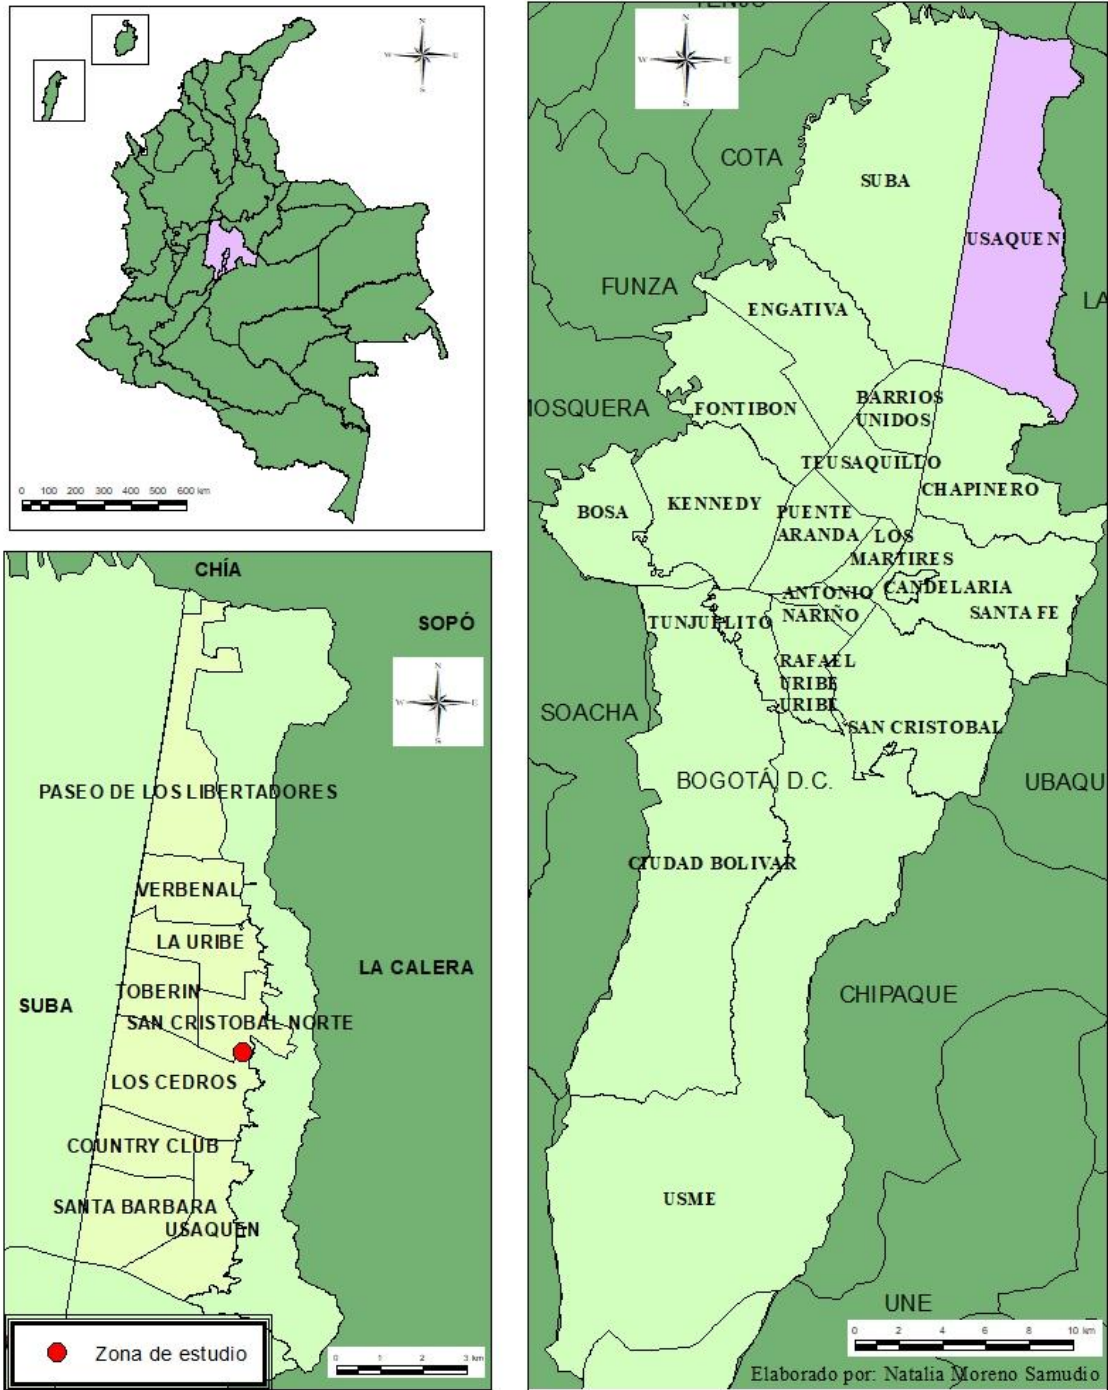 N
W
E
S
0
100
200
300
400
500
600 km
CHÍA
SOPÓ
N
W
E
S
PASEO DE LOS LIBERTADORES
VERBENAL
LA URIBE
LA CALERA
TOBERIN
SUBA
SAN CRISTOBAL NORTE
LOS CEDROS
COUNTRY CLUB
SANTA BARBARA
USAQUEN
Zona de estudio
0
1
2
3 km
N
W
E
S
COTA
SUBA
USAQUEN
FUNZA
LA
ENGATIVA
BARRIOS
UNIDOS
FONTIBON
TEUSAQUILLO
CHAPINERO
KENNEDY
BOSA
PUENTE
ARANDA
LOS
MARTIRES
CANDELARIA
ANTONIO
NARIÑO
SANTA FE
TUNJUELITO
RAFAEL
URIBE
URIBE
SOACHA
SAN CRISTOBAL
BOGOTÁ, D.C.
UBAQU
CIUDAD BOLIVAR
CHIPAQUE
USME
UNE
0
2
4
6
8
10 km
Elaborado por: Natalia Moreno Samudio